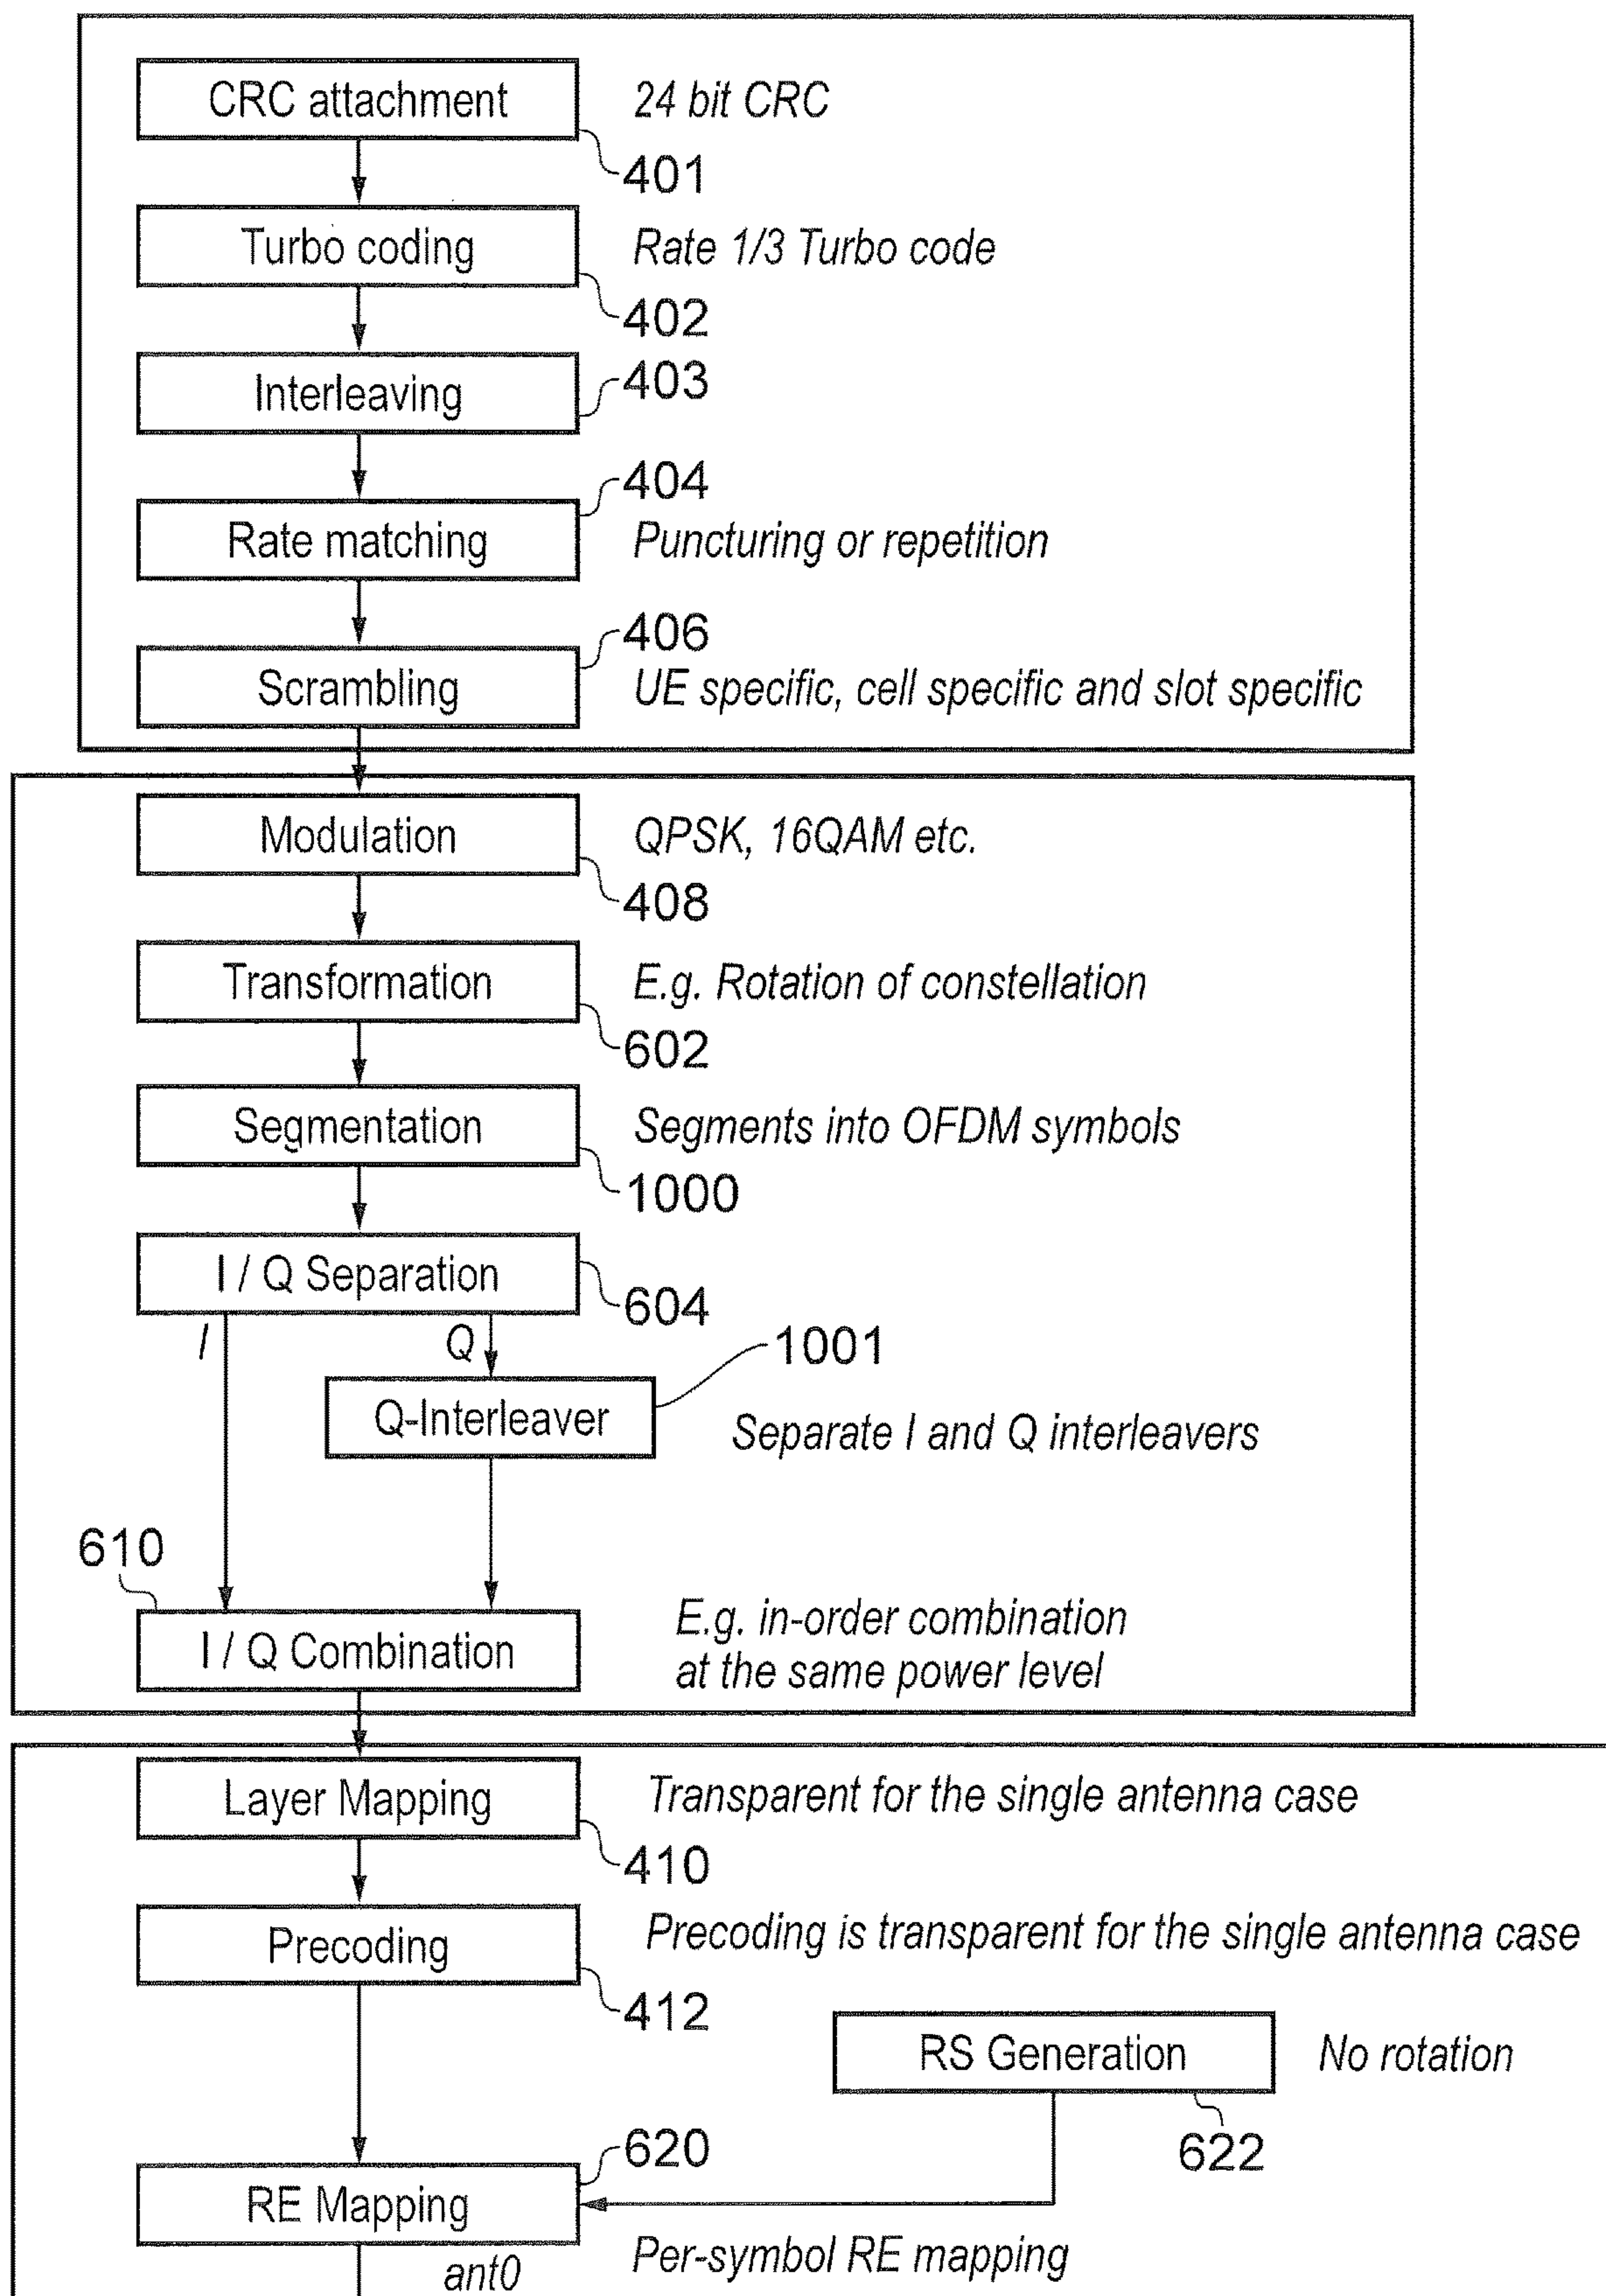 CRC attachment
24 bit CRC
401
Turbo coding
Rate 1/3 Turbo code
402
Interleaving
403
404
Rate matching
Puncturing or repetition
406
Scrambling
UE specific, cell specific and slot specific
Modulation
QPSK, 16QAM etc.
408
Transformation
E.g. Rotation of constellation
602
Segmentation
Segments into OFDM symbols
1000
I / Q Separation
604
I
Q
1001
Q-Interleaver
Separate I and Q interleavers
610
I / Q Combination
E.g. in-order combination
at the same power level
Layer Mapping
Transparent for the single antenna case
410
Precoding
Precoding is transparent for the single antenna case
412
RS Generation
No rotation
622
620
RE Mapping
Per-symbol RE mapping
ant0